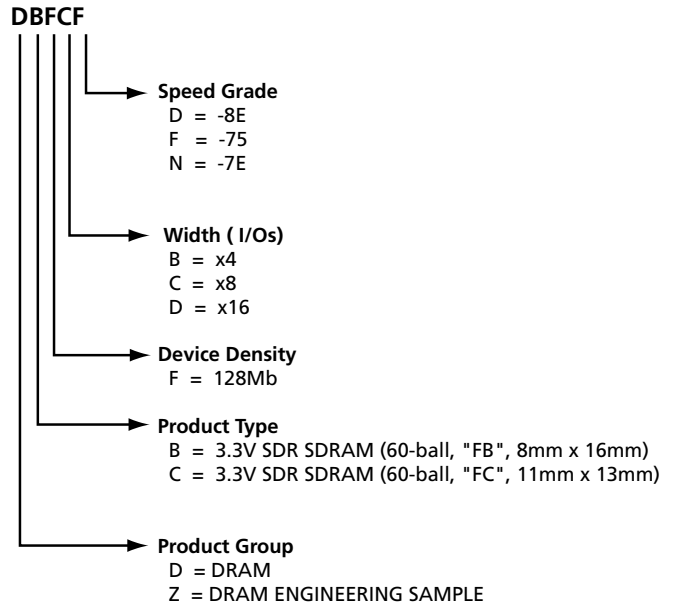 DBFCF
Speed Grade
D = -8E
F = -75
N = -7E
Width ( I/Os)
B = x4
C = x8
D = x16
Device Density
F = 128Mb
Product Type
B = 3.3V SDR SDRAM (60-ball, "FB", 8mm x 16mm)
C = 3.3V SDR SDRAM (60-ball, "FC", 11mm x 13mm)
Product Group
D = DRAM
Z = DRAM ENGINEERING SAMPLE